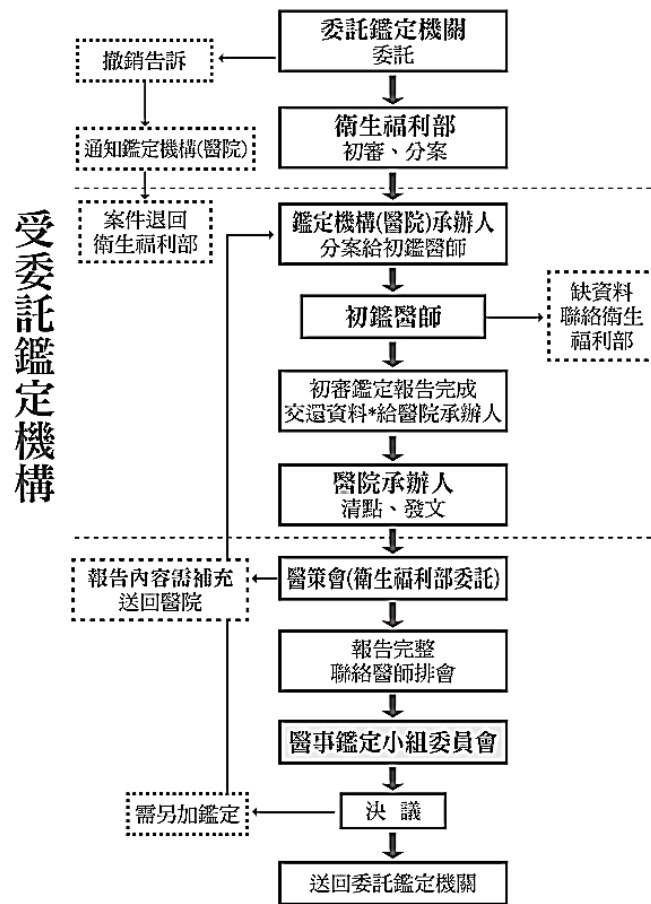 委託鑑定機關
委託
撤銷告訴
衛生福利部
初審、分案
通知鑑定機構(醫院)
受委託鑑定機構
案件退回
衛生福利部
鑑定機構(醫院)承辦人
分案給初鑑醫師
初鑑醫師
缺資料
聯絡衛生
福利部
初審鑑定報告完成
交還資料*給醫院承辦人
醫院承辦人
清點、發文
報告內容需補充
送回醫院
醫策會(衛生福利部委託)
報告完整
聯絡醫師排會
醫事鑑定小組委員會
需另加鑑定
決 議
送回委託鑑定機關